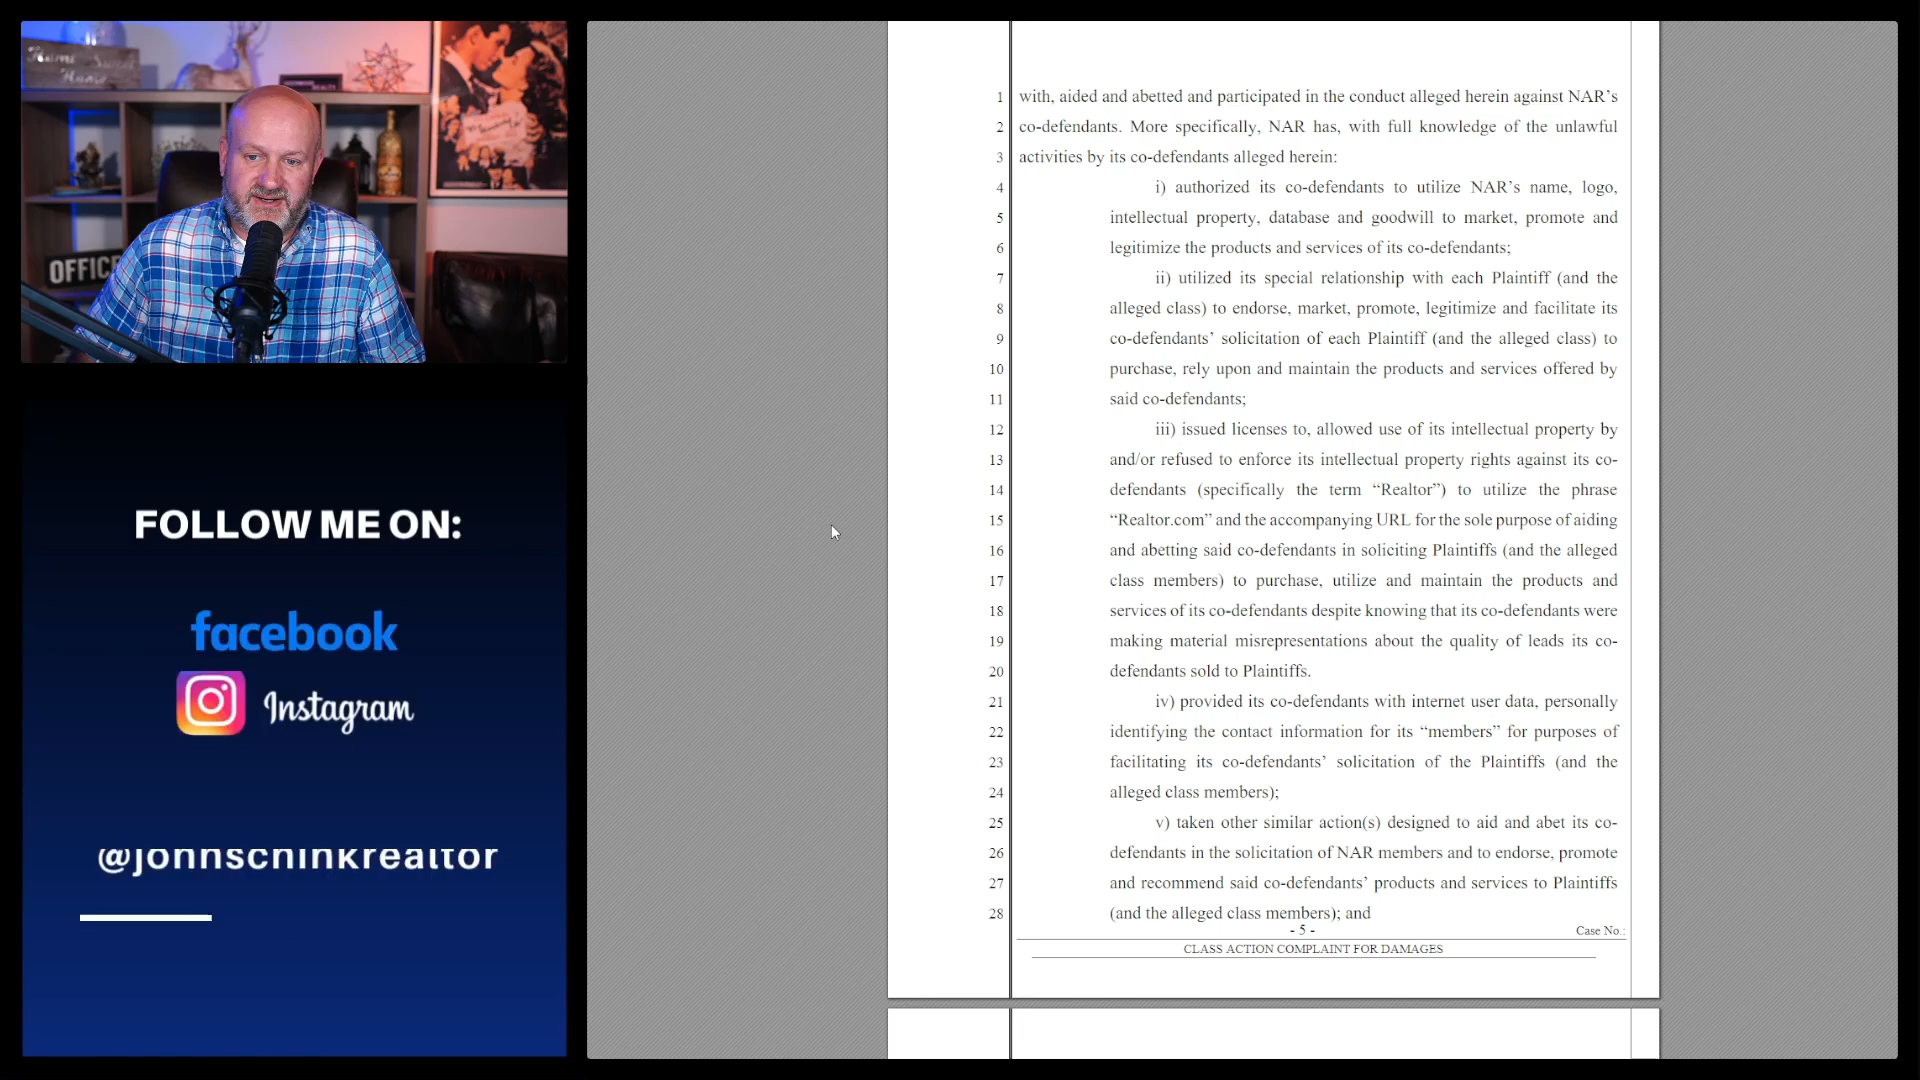 Home Sweet
Home
OFFICE
FOLLOW ME ON:
facebook
Instagram
@johnschinkrealtor
1 with, aided and abetted and participated in the conduct alleged herein against NAR’s
2 co-defendants. More specifically, NAR has, with full knowledge of the unlawful
3 activities by its co-defendants alleged herein:
4 i) authorized its co-defendants to utilize NAR’s name, logo,
5 intellectual property, database and goodwill to market, promote and
6 legitimize the products and services of its co-defendants;
7 ii) utilized its special relationship with each Plaintiff (and the
8 alleged class) to endorse, market, promote, legitimize and facilitate its
9 co-defendants’ solicitation of each Plaintiff (and the alleged class) to
10 purchase, rely upon and maintain the products and services offered by
11 said co-defendants;
12 iii) issued licenses to, allowed use of its intellectual property by
13 and/or refused to enforce its intellectual property rights against its co-
14 defendants (specifically the term “Realtor”) to utilize the phrase
15 “Realtor.com” and the accompanying URL for the sole purpose of aiding
16 and abetting said co-defendants in soliciting Plaintiffs (and the alleged
17 class members) to purchase, utilize and maintain the products and
18 services of its co-defendants despite knowing that its co-defendants were
19 making material misrepresentations about the quality of leads its co-
20 defendants sold to Plaintiffs.
21 iv) provided its co-defendants with internet user data, personally
22 identifying the contact information for its “members” for purposes of
23 facilitating its co-defendants’ solicitation of the Plaintiffs (and the
24 alleged class members);
25 v) taken other similar action(s) designed to aid and abet its co-
26 defendants in the solicitation of NAR members and to endorse, promote
27 and recommend said co-defendants’ products and services to Plaintiffs
28 (and the alleged class members); and
- 5 - Case No.:
CLASS ACTION COMPLAINT FOR DAMAGES